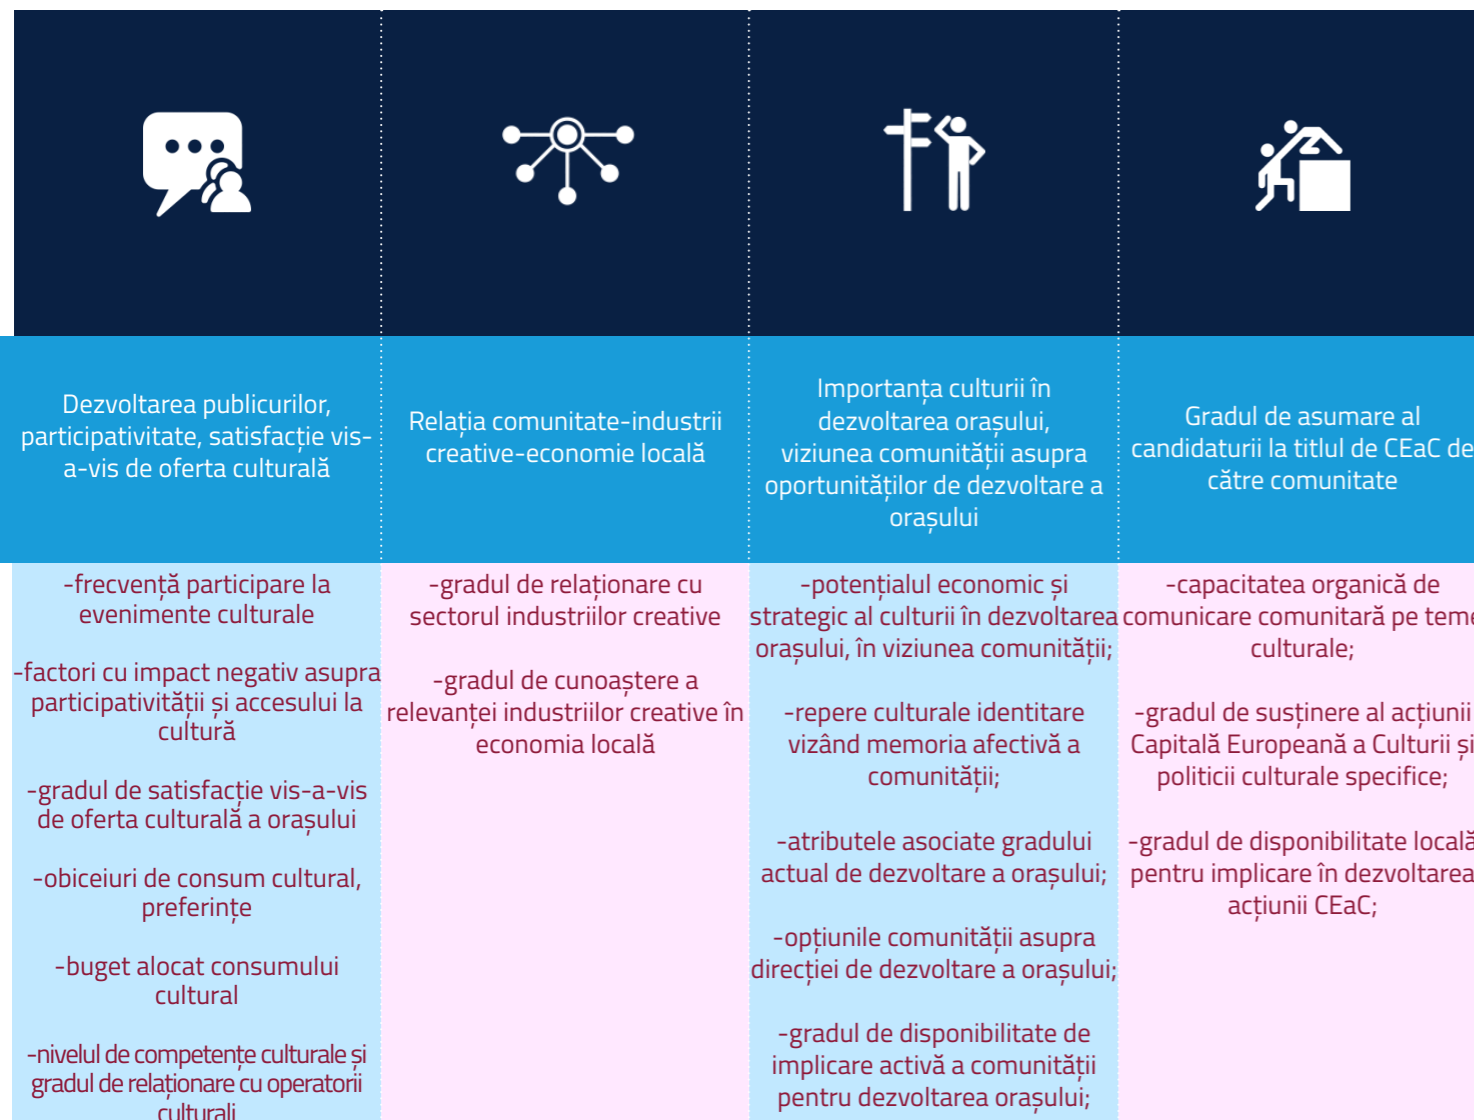 Dezvoltarea publicurilor,
participativitate, satisfacție vis-
a-vis de oferta culturală
Relația comunitate-industrii
creative-economie locală
Importanța culturii în
dezvoltarea orașului,
viziunea comunității asupra
oportunităților de dezvoltare a
orașului
Gradul de asumare al
candidaturii la titlul de CEaC de
către comunitate
-frecvență participare la
evenimente culturale
-factori cu impact negativ asupra
participativității și accesului la
cultură
-gradul de satisfacție vis-a-vis
de oferta culturală a orașului
-obiceiuri de consum cultural,
preferințe
-buget alocat consumului
cultural
-nivelul de competențe culturale și
gradul de relaționare cu operatorii
culturali
-gradul de relaționare cu
sectorul industriilor creative
-gradul de cunoaștere a
relevanței industriilor creative în
economia locală
-potențialul economic și
strategic al culturii în dezvoltarea
orașului, în viziunea comunității;
-repere culturale identitare
vizând memoria afectivă a
comunității;
-atributele asociate gradului
actual de dezvoltare a orașului;
-opțiunile comunității asupra
direcției de dezvoltare a orașului;
-gradul de disponibilitate de
implicare activă a comunității
pentru dezvoltarea orașului;
-capacitatea organică de
comunicare comunitară pe teme
culturale;
-gradul de susținere al acțiunii
Capitală Europeană a Culturii și
politicii culturale specifice;
-gradul de disponibilitate locală
pentru implicare în dezvoltarea
acțiunii CEaC;